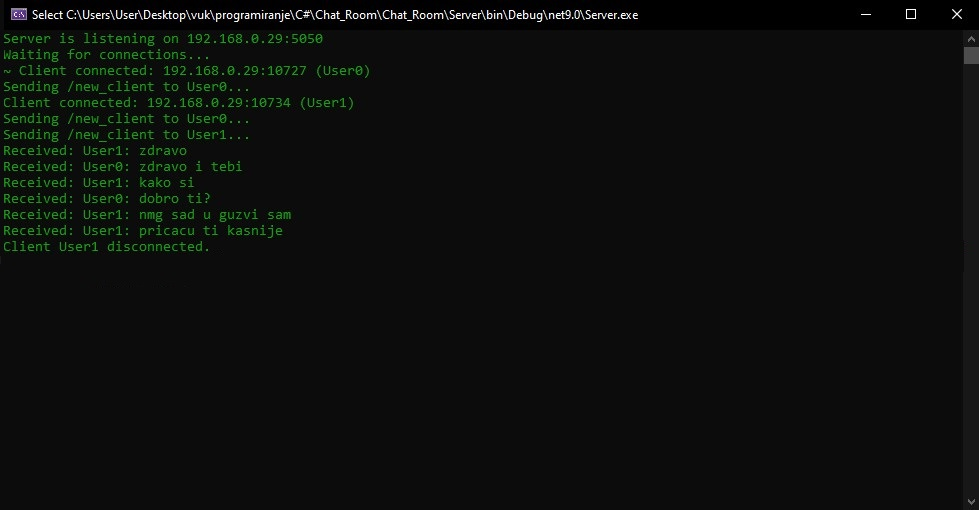 Select C:\Users\User\Desktop\vuk\programiranje\C#\Chat_Room\Chat_Room\Server\bin\Debug\net9.0\Server.exe
Server is listening on 192.168.0.29:5050
Waiting for connections...
~ Client connected: 192.168.0.29:10727 (User0)
Sending /new_client to User0...
Client connected: 192.168.0.29:10734 (User1)
Sending /new_client to User0...
Sending /new_client to User1...
Received: User1: zdravo
Received: User0: zdravo i tebi
Received: User1: kako si
Received: User0: dobro ti?
Received: User1: nmg sad u guzvi sam
Received: User1: pricacu ti kasnije
Client User1 disconnected.